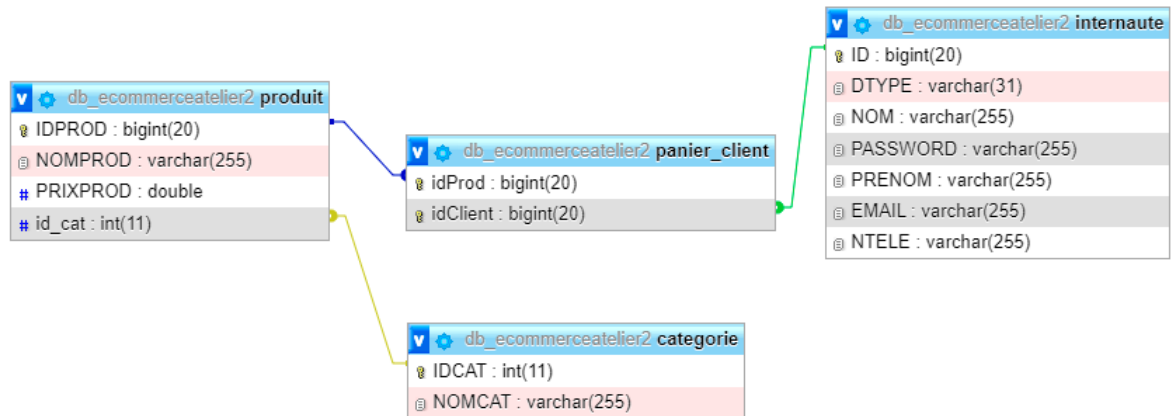 db_ecommerceatelier2 produit
IDPROD : bigint(20)
NOMPROD : varchar(255)
# PRIXPROD : double
# id_cat : int(11)
db_ecommerceatelier2 panier_client
idProd : bigint(20)
idClient : bigint(20)
db_ecommerceatelier2 internaute
ID : bigint(20)
DTYPE : varchar(31)
NOM : varchar(255)
PASSWORD : varchar(255)
PRENOM : varchar(255)
EMAIL : varchar(255)
NTELE : varchar(255)
db_ecommerceatelier2 categorie
IDCAT : int(11)
NOMCAT : varchar(255)